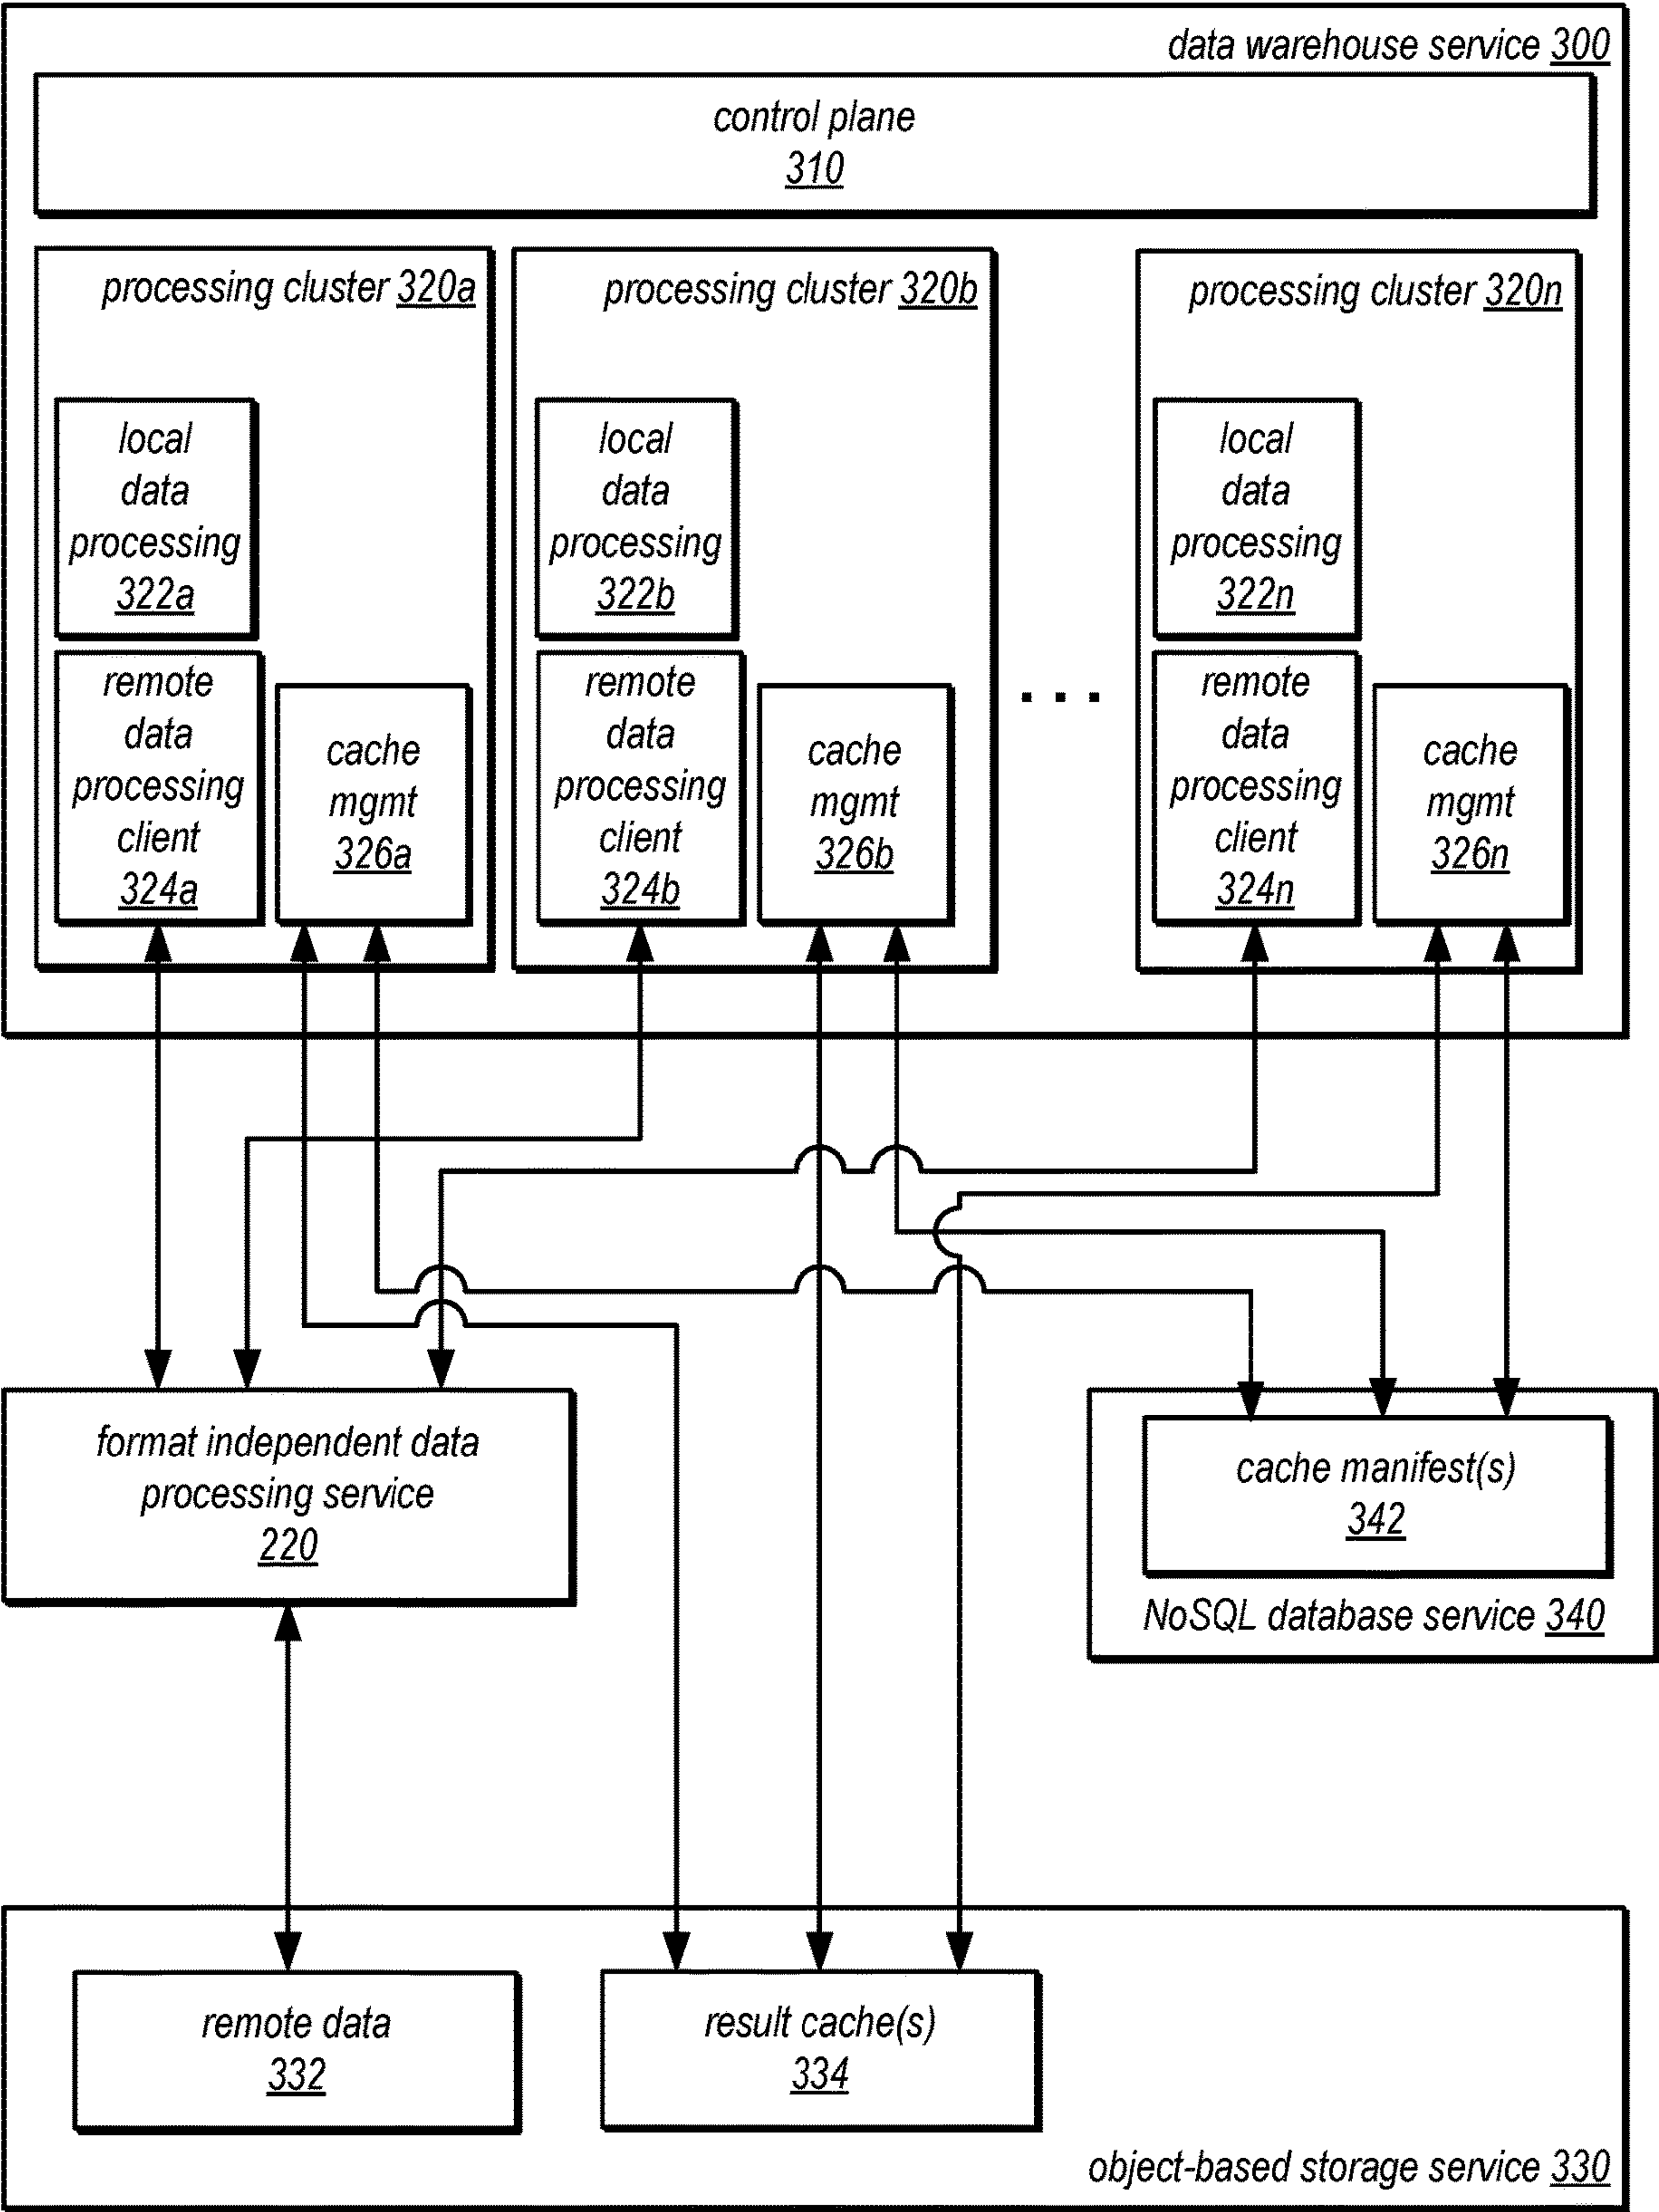 data warehouse service 300
control plane
310
processing cluster 320a
local
data
processing
322a
remote
data
processing
client
324a
cache
mgmt
326a
processing cluster 320b
local
data
processing
322b
remote
data
processing
client
324b
cache
mgmt
326b
. . .
processing cluster 320n
local
data
processing
322n
remote
data
processing
client
324n
cache
mgmt
326n
format independent data
processing service
220
cache manifest(s)
342
NoSQL database service 340
remote data
332
result cache(s)
334
object-based storage service 330